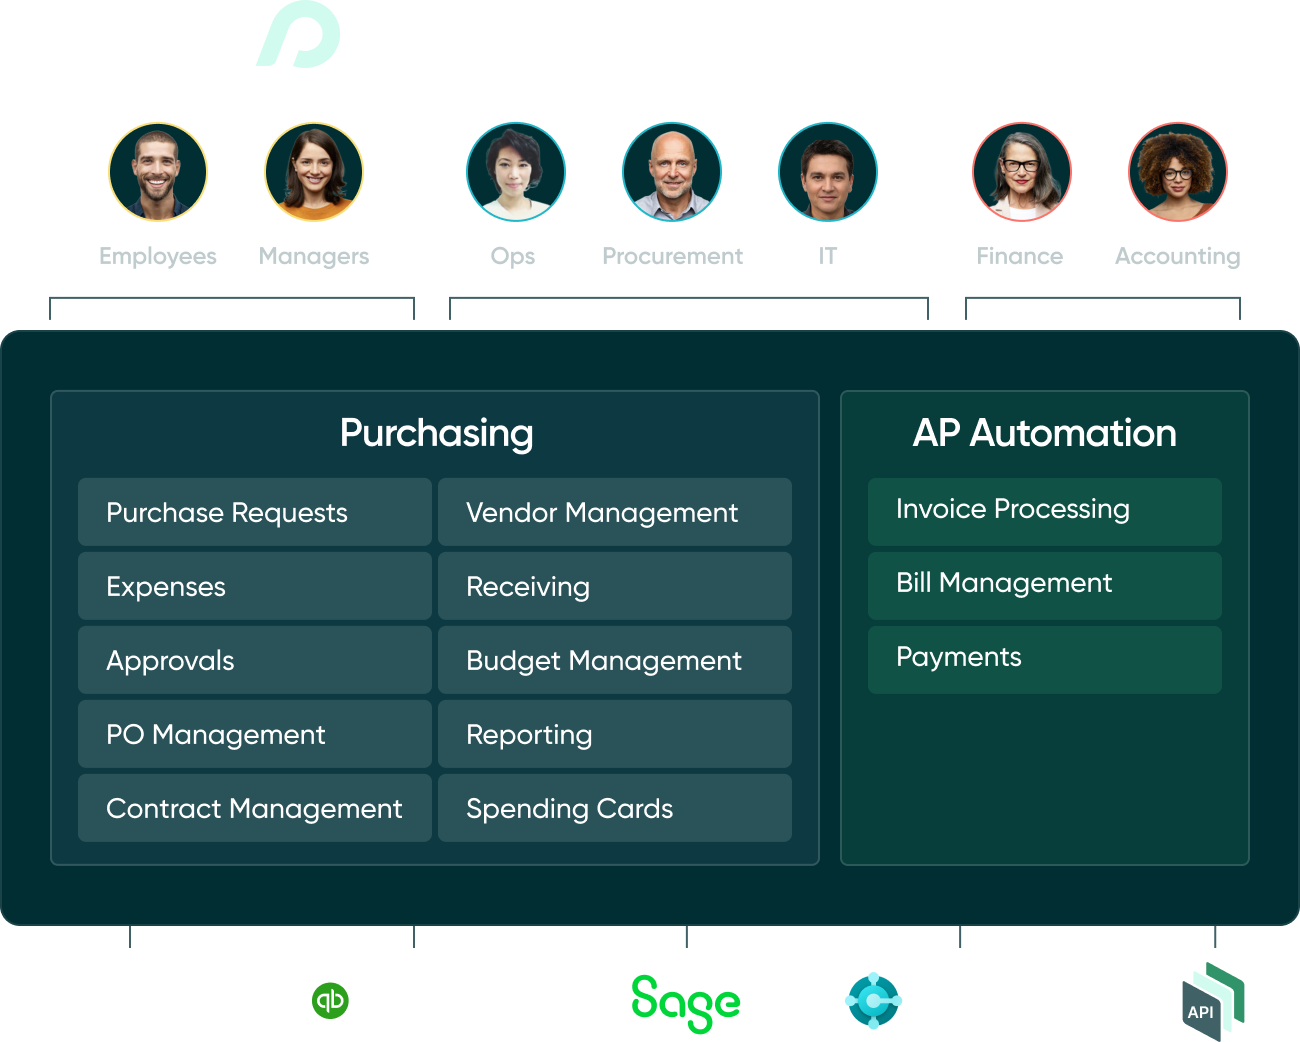 Employees
Managers
Ops
Procurement
IT
Finance
Accounting
Purchasing
Purchase Requests
Vendor Management
Expenses
Receiving
Approvals
Budget Management
PO Management
Reporting
Contract Management
Spending Cards
AP Automation
Invoice Processing
Bill Management
Payments
qb
Sage
API